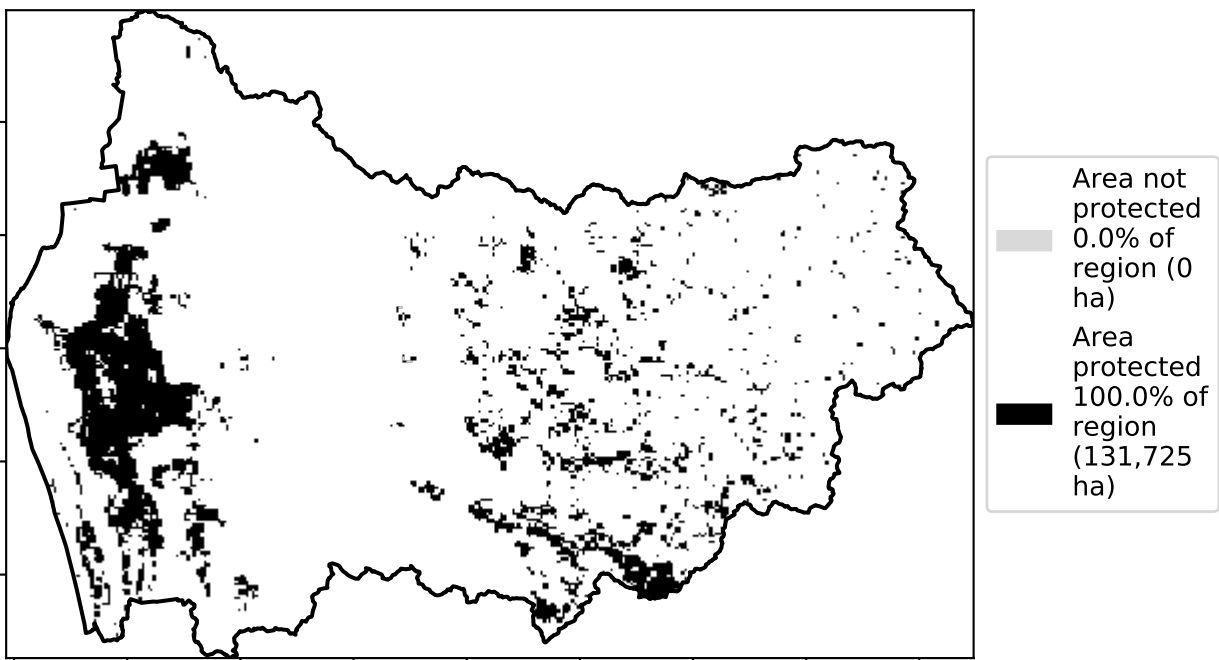 Area not
protected
0.0% of
region (0
ha)
Area
protected
100.0% of
region
(131,725
ha)